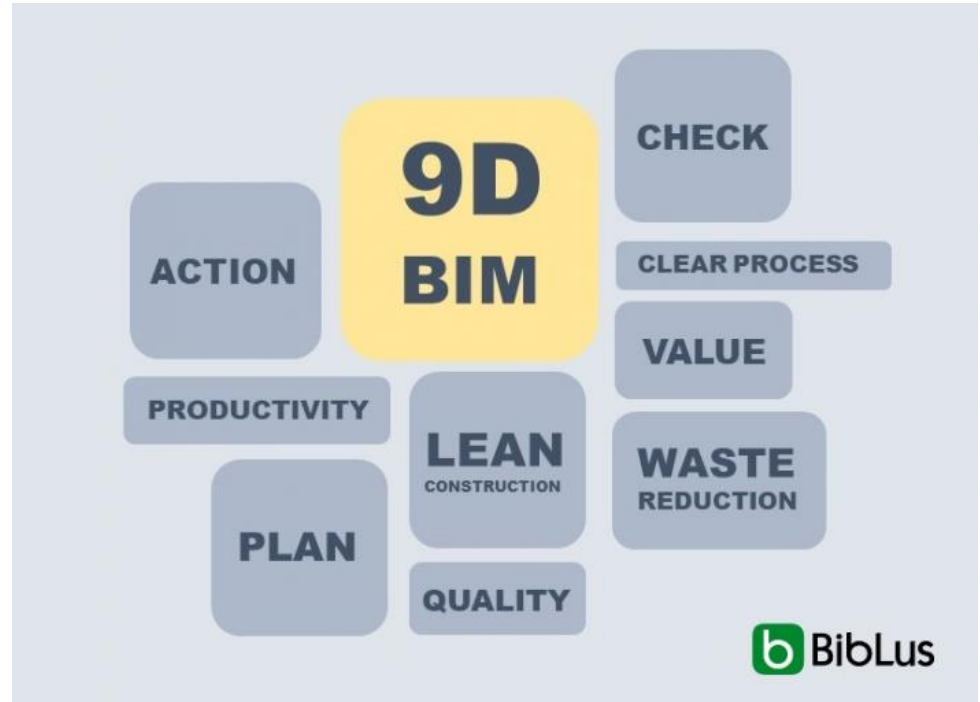 9D
BIM
CHECK
ACTION
CLEAR PROCESS
VALUE
PRODUCTIVITY
LEAN
CONSTRUCTION
WASTE
REDUCTION
PLAN
QUALITY
b BibLus